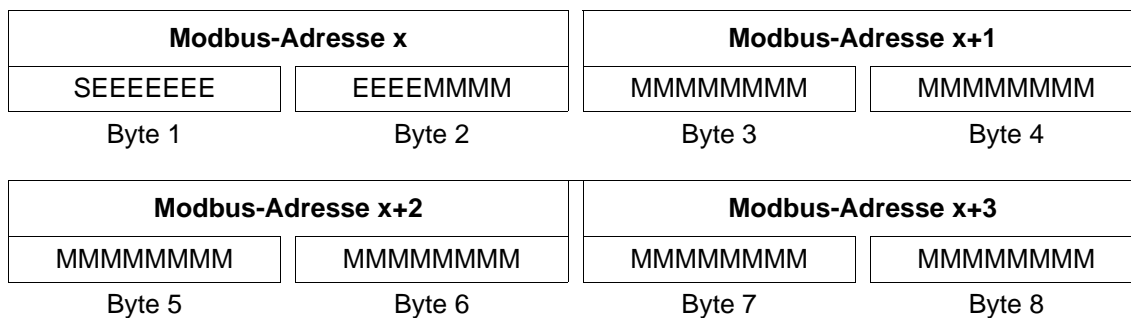 Modbus-Adresse x Modbus-Adresse x+1
SEEEEEEE EEEEMMMM MMMMMMMM MMMMMMMM
Byte 1 Byte 2 Byte 3 Byte 4
Modbus-Adresse x+2 Modbus-Adresse x+3
MMMMMMMM MMMMMMMM MMMMMMMM MMMMMMMM
Byte 5 Byte 6 Byte 7 Byte 8